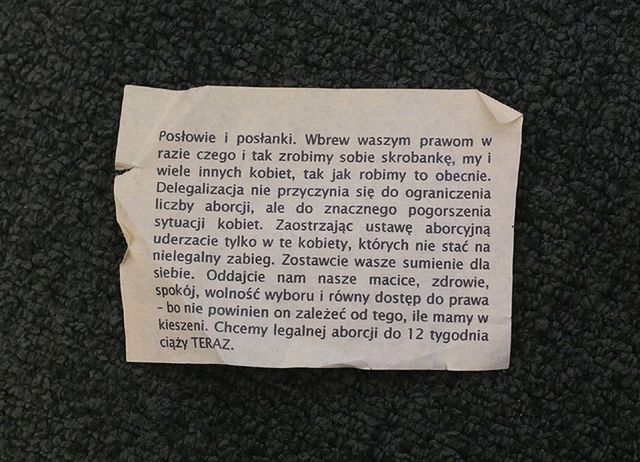 Posłowie i posłanki. Wbrew waszym prawom w
razie czego i tak zrobimy sobie skrobankę, my i
wiele innych kobiet, tak jak robimy to obecnie.
Delegalizacja nie przyczynia się do ograniczenia
liczby aborcji, ale do znacznego pogorszenia
sytuacji kobiet. Zaostrzając ustawę aborcyjną
uderzacie tylko w te kobiety, których nie stać na
nielegalny zabieg. Zostawcie wasze sumienie dla
siebie. Oddajcie nam nasze macice, zdrowie,
spokój, wolność wyboru i równy dostęp do prawa
– bo nie powinien on zależeć od tego, ile mamy w
kieszeni. Chcemy legalnej aborcji do 12 tygodnia
ciąży TERAZ.